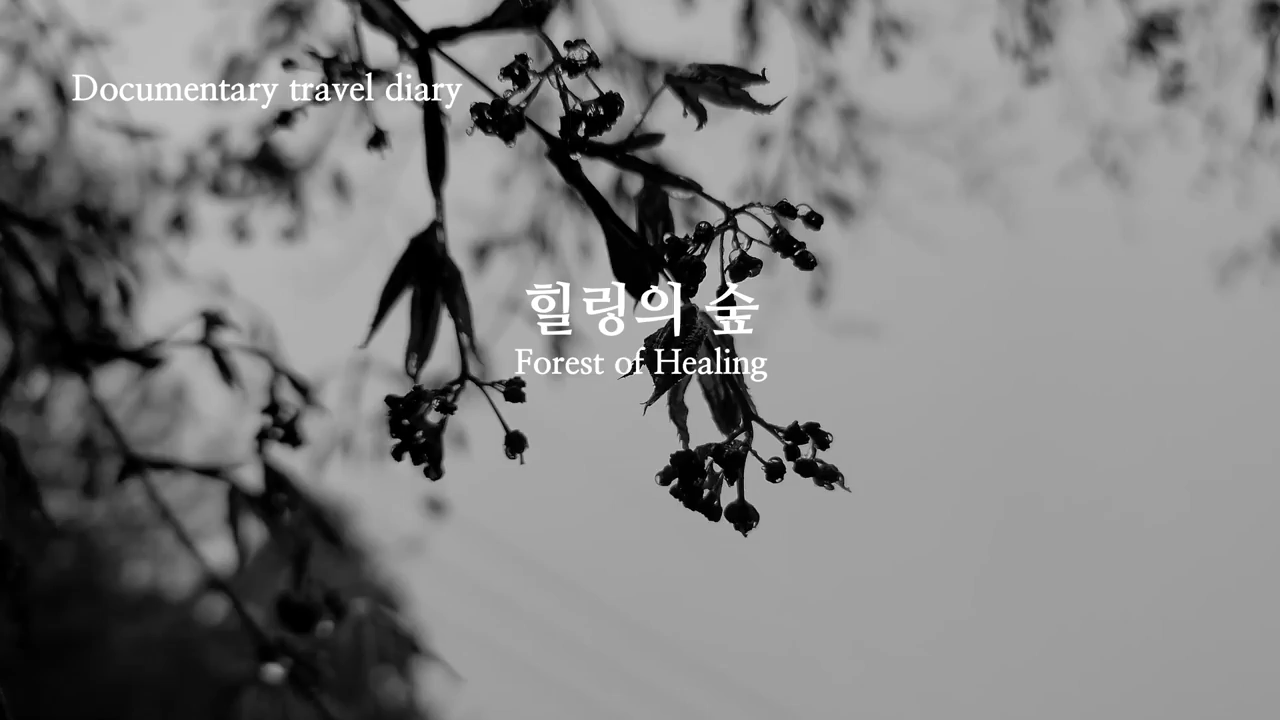 Documentary travel diary
힐링의 숲
Forest of Healing